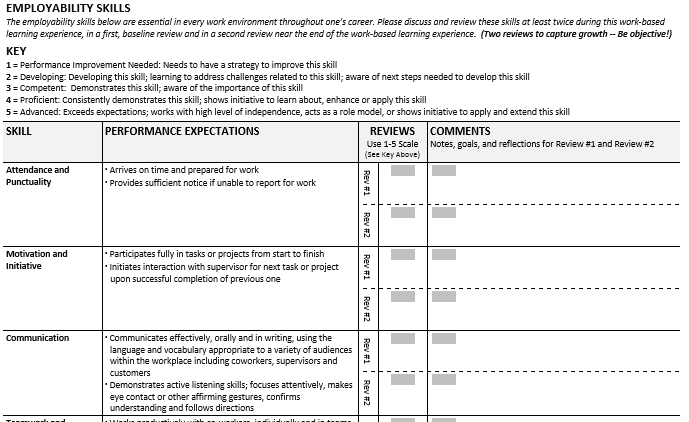 EMPLOYABILITY SKILLS
The employability skills below are essential in every work environment throughout one's career. Please discuss and review these skills at least twice during this work-based
learning experience, in a first, baseline review and in a second review near the end of the work-based learning experience. (Two reviews to capture growth -- Be objective!)
KEY
1 = Performance Improvement Needed: Needs to have a strategy to improve this skill
2 = Developing: Developing this skill; learning to address challenges related to this skill; aware of next steps needed to develop this skill
3 = Competent: Demonstrates this skill; aware of the importance of this skill
4 = Proficient: Consistently demonstrates this skill; shows initiative to learn about, enhance or apply this skill
5 = Advanced: Exceeds expectations; works with high level of independence, acts as a role model, or shows initiative to apply and extend this skill
SKILL
PERFORMANCE EXPECTATIONS
REVIEWS
Use 1-5 Scale
(See Key Above)
COMMENTS
Notes, goals, and reflections for Review #1 and Review #2
Attendance and
Punctuality
· Arrives on time and prepared for work
· Provides sufficient notice if unable to report for work
Rev #1
Rev #2
Motivation and
Initiative
· Participates fully in tasks or projects from start to finish
· Initiates interaction with supervisor for next task or project
upon successful completion of previous one
Rev #1
Rev #2
Communication
· Communicates effectively, orally and in writing, using the
language and vocabulary appropriate to a variety of audiences
within the workplace including coworkers, supervisors and
customers
· Demonstrates active listening skills; focuses attentively, makes
eye contact or other affirming gestures, confirms
understanding and follows directions
Rev #1
Rev #2
Teamwork and
· Works productively with co-workers, individually and in teams